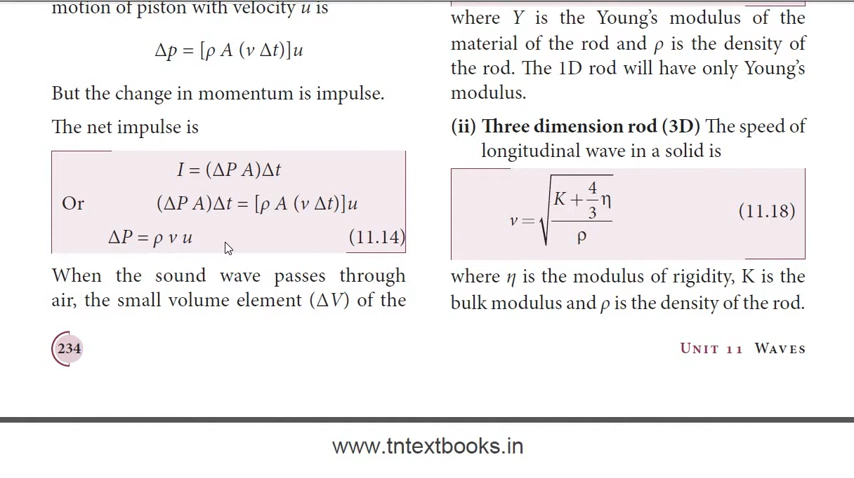 motion of piston with velocity u is
Δp = [ρ A (v Δt)]u
But the change in momentum is impulse.
The net impulse is
I = (ΔP A)Δt
Or (ΔP A)Δt = [ρ A (v Δt)]u
ΔP = ρ v u (11.14)
When the sound wave passes through
air, the small volume element (ΔV) of the
where Y is the Young's modulus of the
material of the rod and ρ is the density of
the rod. The 1D rod will have only Young's
modulus.
(ii) Three dimension rod (3D) The speed of
longitudinal wave in a solid is
v = √((K + 4/3 η)/ρ) (11.18)
where η is the modulus of rigidity, K is the
bulk modulus and ρ is the density of the rod.
234
UNIT 11 WAVES
www.tntextbooks.in